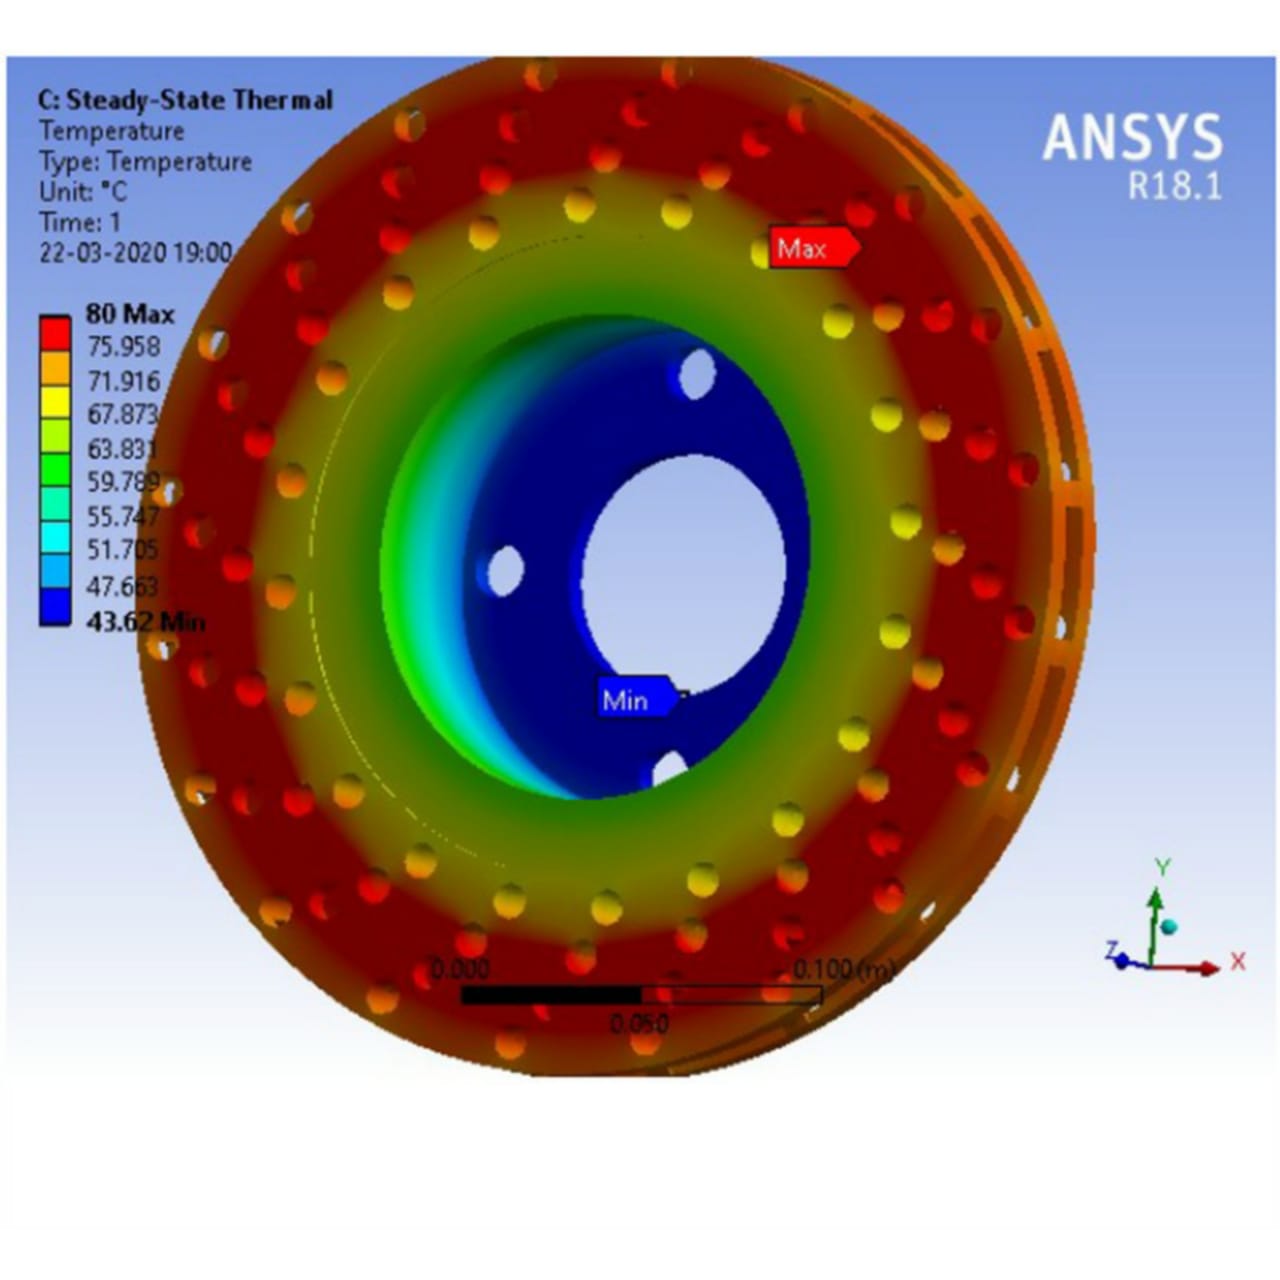 C: Steady-State Thermal
Temperature
Type: Temperature
Unit: °C
Time: 1
22-03-2020 19:00
ANSYS
R18.1
80 Max
75.958
71.916
67.873
63.831
59.789
55.747
51.705
47.663
43.62 Min
Max
Min
0.000
0.100 (m)
0.050
Y
Z
X